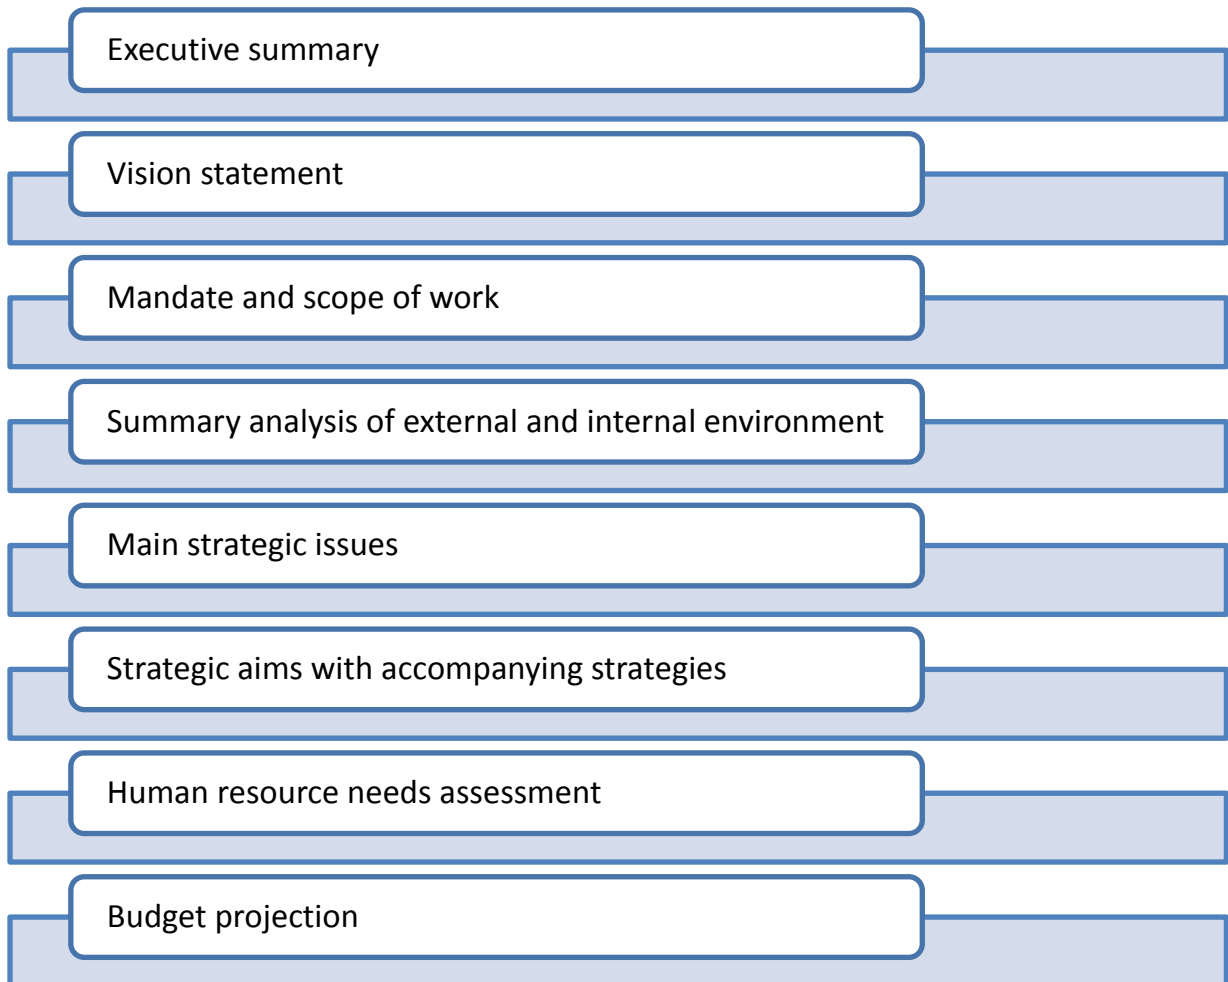 Executive summary
Vision statement
Mandate and scope of work
Summary analysis of external and internal environment
Main strategic issues
Strategic aims with accompanying strategies
Human resource needs assessment
Budget projection